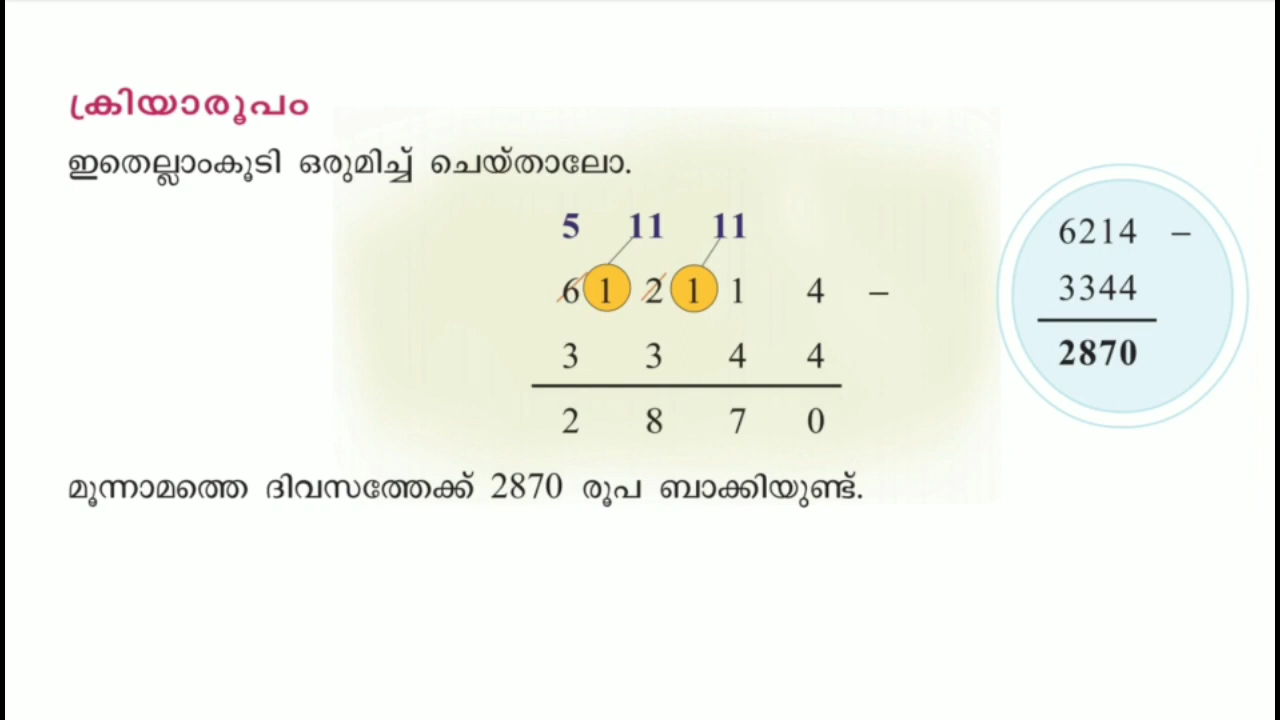 ക്രിയാരൂപം
ഇതെല്ലാംകൂടി ഒരുമിച്ച് ചെയ്താലോ.
5 11 11
6 1 2 1 1 4 –
3 3 4 4
2 8 7 0
6214 –
3344
2870
മൂന്നാമത്തെ ദിവസത്തേക്ക് 2870 രൂപ ബാക്കിയുണ്ട്.